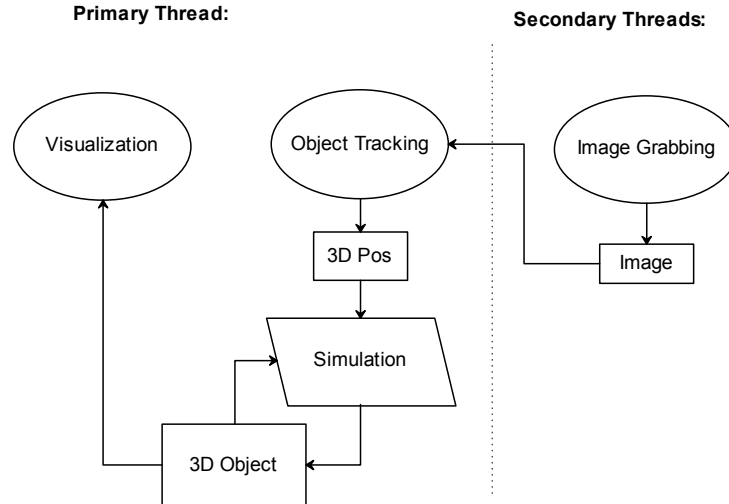 Primary Thread:
Secondary Threads:
Visualization
Object Tracking
Image Grabbing
3D Pos
Image
Simulation
3D Object